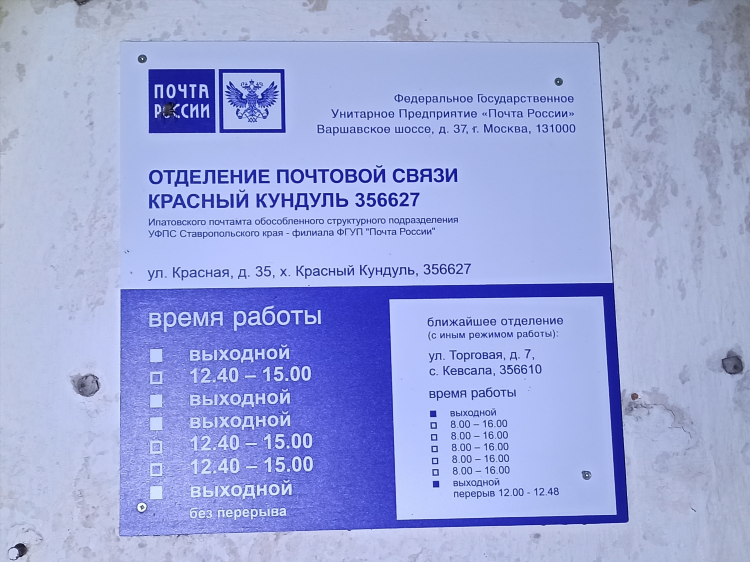 ПОЧТА
РОССИИ
Федеральное Государственное
Унитарное Предприятие «Почта России»
Варшавское шоссе, д. 37, г. Москва, 131000
ОТДЕЛЕНИЕ ПОЧТОВОЙ СВЯЗИ
КРАСНЫЙ КУНДУЛЬ 356627
Ипатовского почтамта обособленного структурного подразделения
УФПС Ставропольского края - филиала ФГУП "Почта России"
ул. Красная, д. 35, х. Красный Кундуль, 356627
время работы
выходной
12.40 – 15.00
выходной
выходной
12.40 – 15.00
12.40 – 15.00
выходной
без перерыва
ближайшее отделение
(с иным режимом работы):
ул. Торговая, д. 7,
с. Кевсала, 356610
время работы
выходной
8.00 – 16.00
8.00 – 16.00
8.00 – 16.00
8.00 – 16.00
8.00 – 16.00
выходной
перерыв 12.00 - 12.48